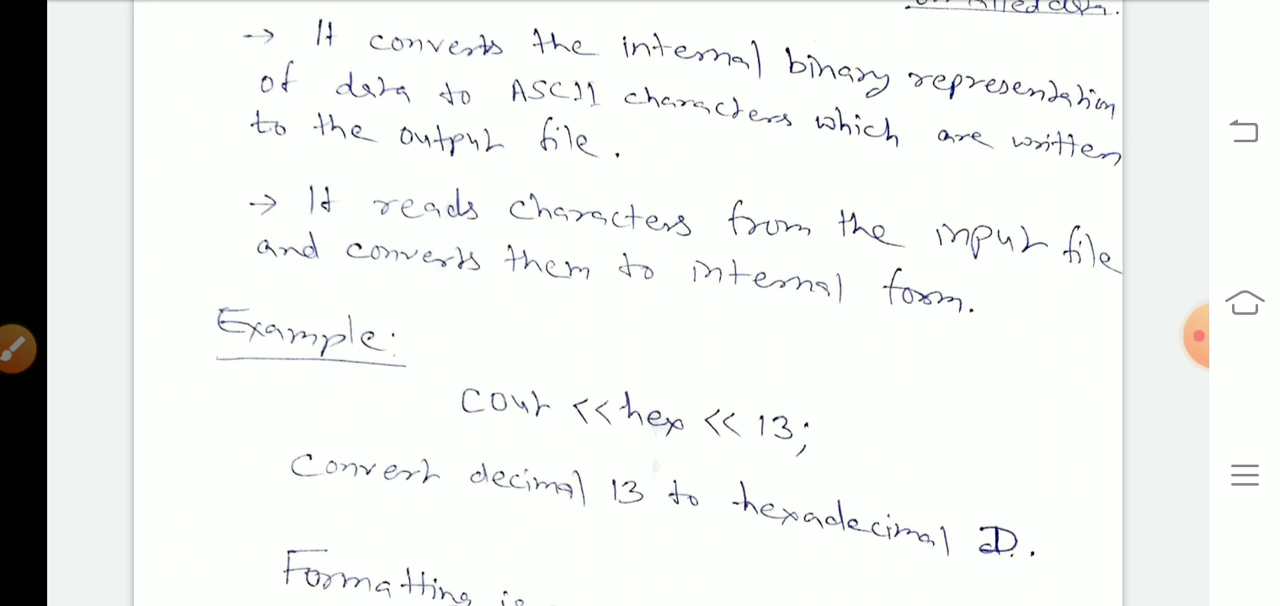 → It converts the internal binary representation
of data to ASCII characters which are written
to the output file.
→ It reads characters from the input file
and converts them to internal form.
Example:
cout <<hex << 13;
Convert decimal 13 to hexadecimal D.
Formatting is